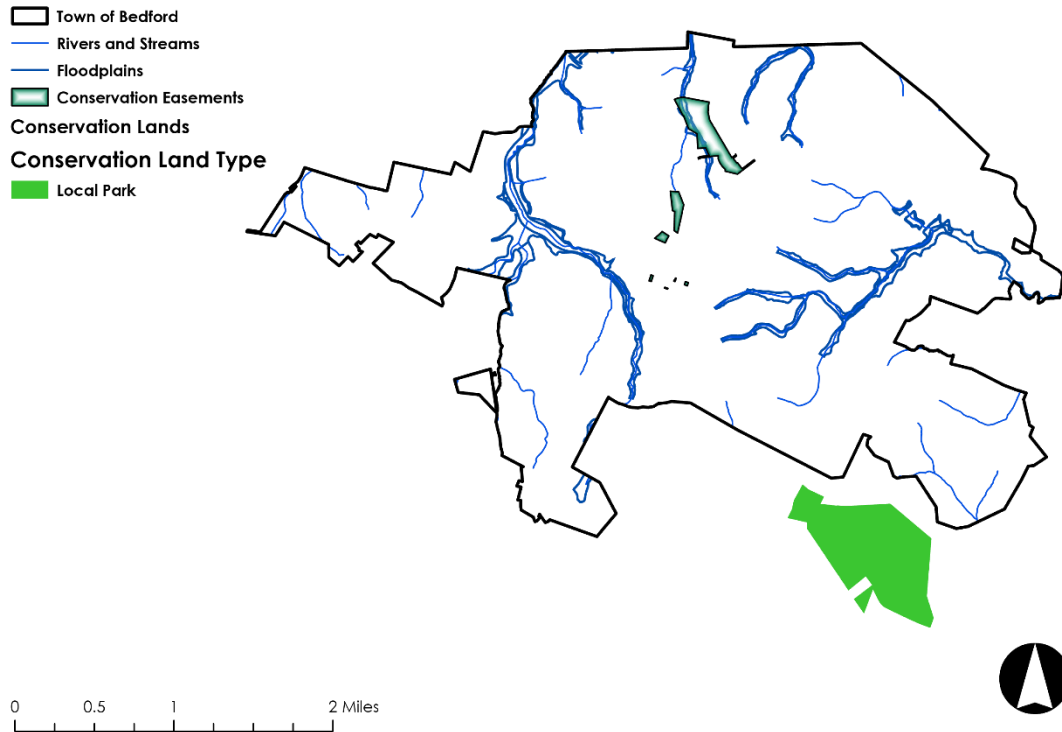 Town of Bedford
Rivers and Streams
Floodplains
Conservation Easements
Conservation Lands
Conservation Land Type
Local Park
0 0.5 1 2 Miles